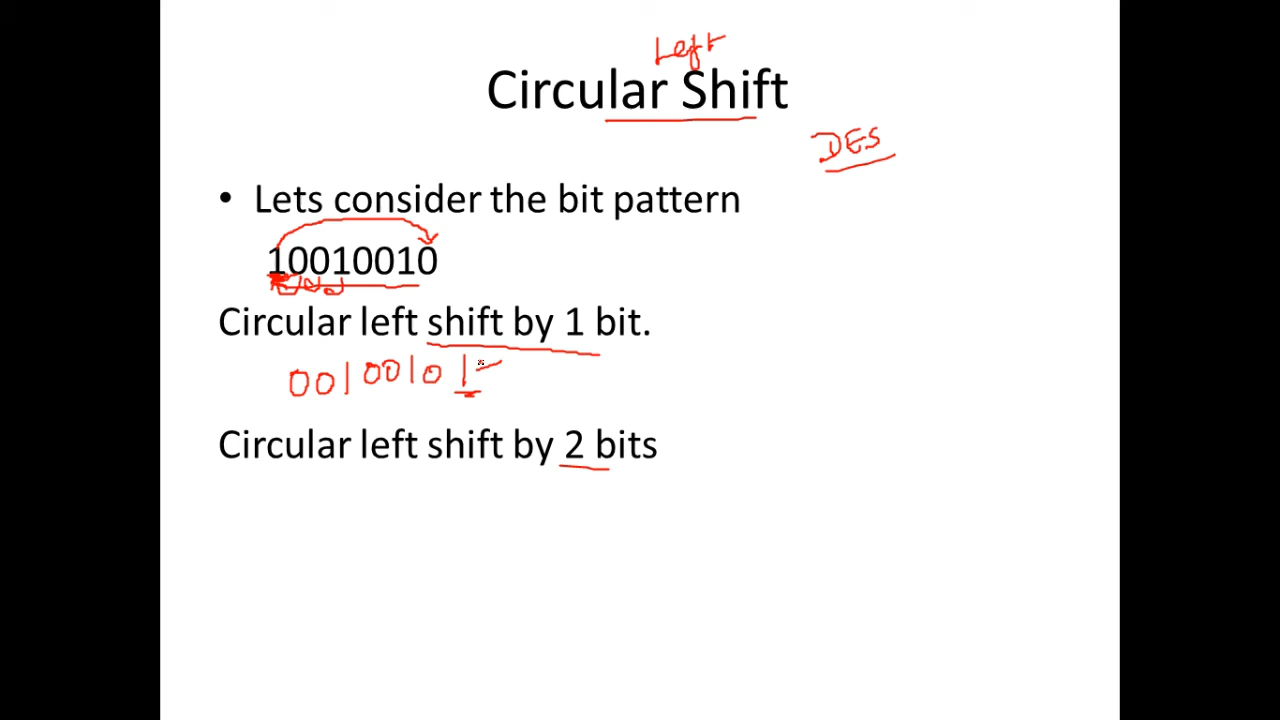 Left
Circular Shift
DES
• Lets consider the bit pattern
10010010
Circular left shift by 1 bit.
00100101
Circular left shift by 2 bits